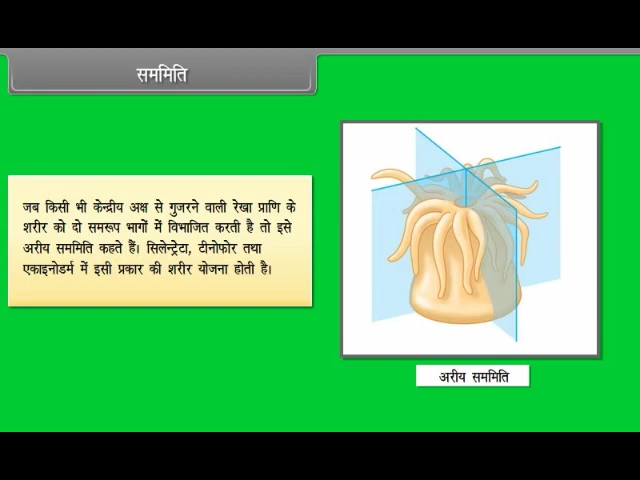 सममिति
जब किसी भी केन्द्रीय अक्ष से गुजरने वाली रेखा प्राणि के
शरीर को दो समरूप भागों में विभाजित करती है तो इसे
अरीय सममिति कहते हैं। सिलेन्ट्रेटा, टीनोफोर तथा
एकाइनोडर्म में इसी प्रकार की शरीर योजना होती है।
अरीय सममिति